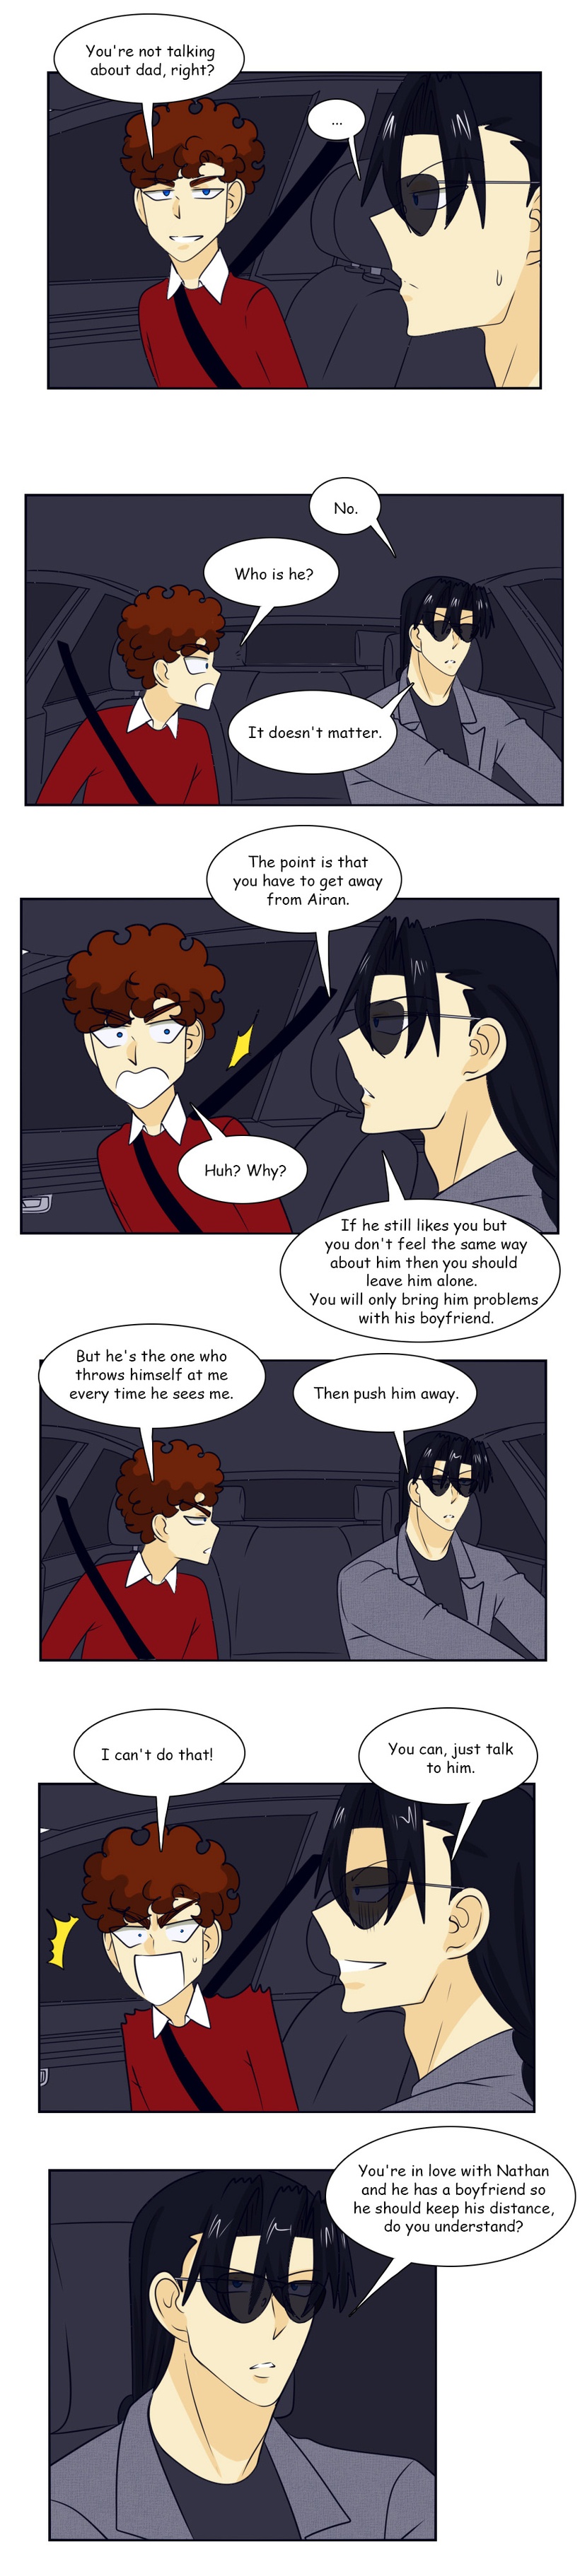 You're not talking
about dad, right?
...
No.
Who is he?
It doesn't matter.
The point is that
you have to get away
from Airan.
Huh? Why?
If he still likes you but
you don't feel the same way
about him then you should
leave him alone.
You will only bring him problems
with his boyfriend.
But he's the one who
throws himself at me
every time he sees me.
Then push him away.
I can't do that!
You can, just talk
to him.
You're in love with Nathan
and he has a boyfriend so
he should keep his distance,
do you understand?